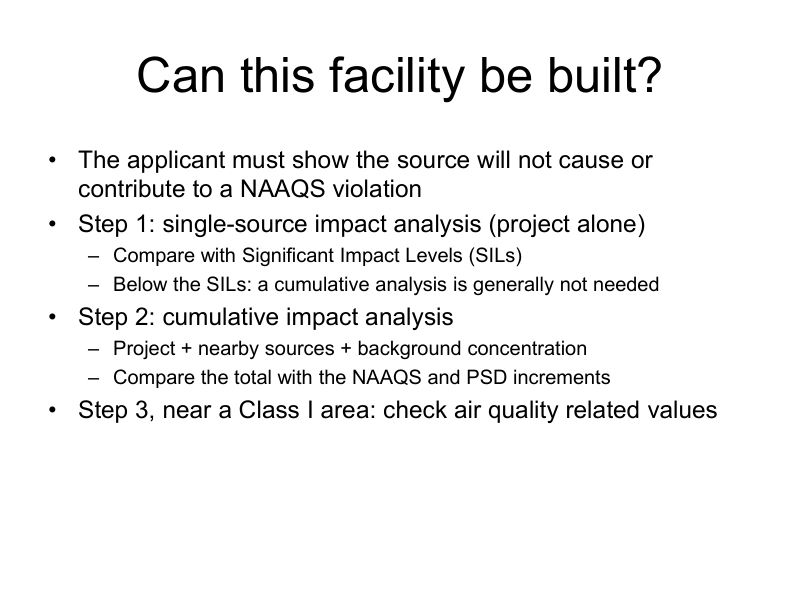 Can this facility be built?
• The applicant must show the source will not cause or
contribute to a NAAQS violation
• Step 1: single-source impact analysis (project alone)
– Compare with Significant Impact Levels (SILs)
– Below the SILs: a cumulative analysis is generally not needed
• Step 2: cumulative impact analysis
– Project + nearby sources + background concentration
– Compare the total with the NAAQS and PSD increments
• Step 3, near a Class I area: check air quality related values